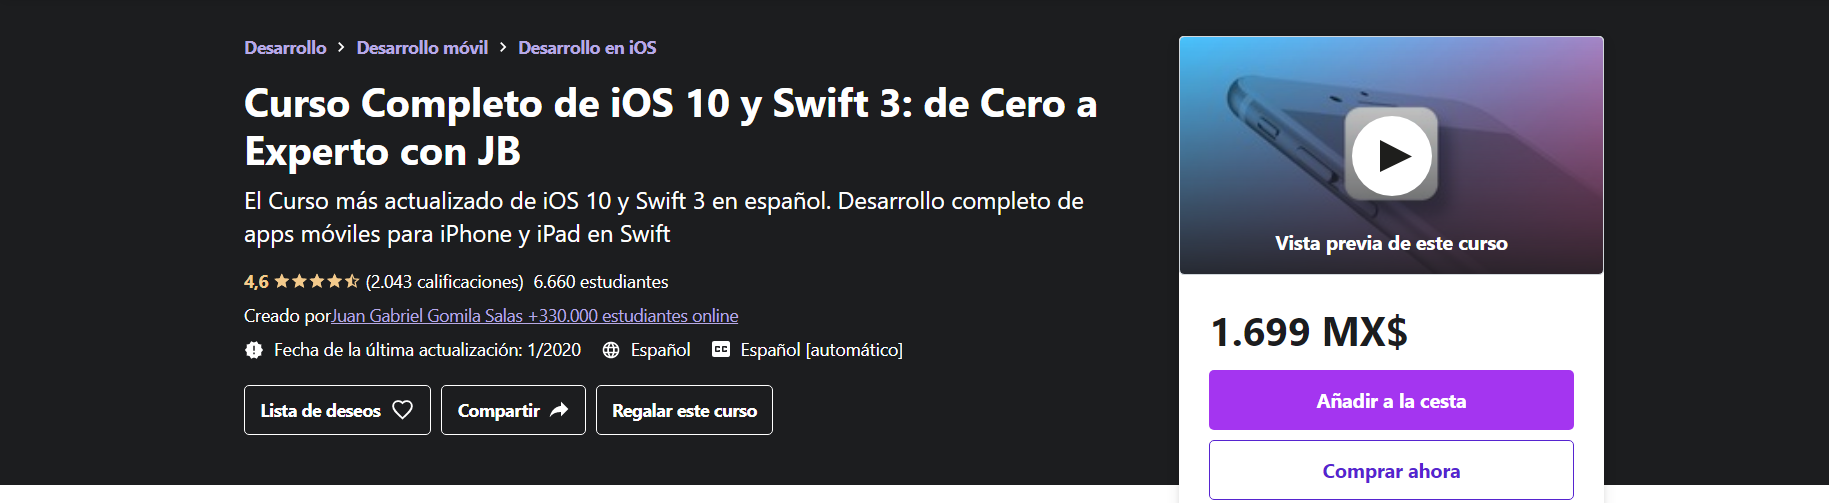 Desarrollo > Desarrollo móvil > Desarrollo en iOS
Curso Completo de iOS 10 y Swift 3: de Cero a
Experto con JB
El Curso más actualizado de iOS 10 y Swift 3 en español. Desarrollo completo de
apps móviles para iPhone y iPad en Swift
4,6 (2.043 calificaciones) 6.660 estudiantes
Creado porJuan Gabriel Gomila Salas +330.000 estudiantes online
Fecha de la última actualización: 1/2020 Español CC Español [automático]
Lista de deseos Compartir Regalar este curso
Vista previa de este curso
1.699 MX$
Añadir a la cesta
Comprar ahora